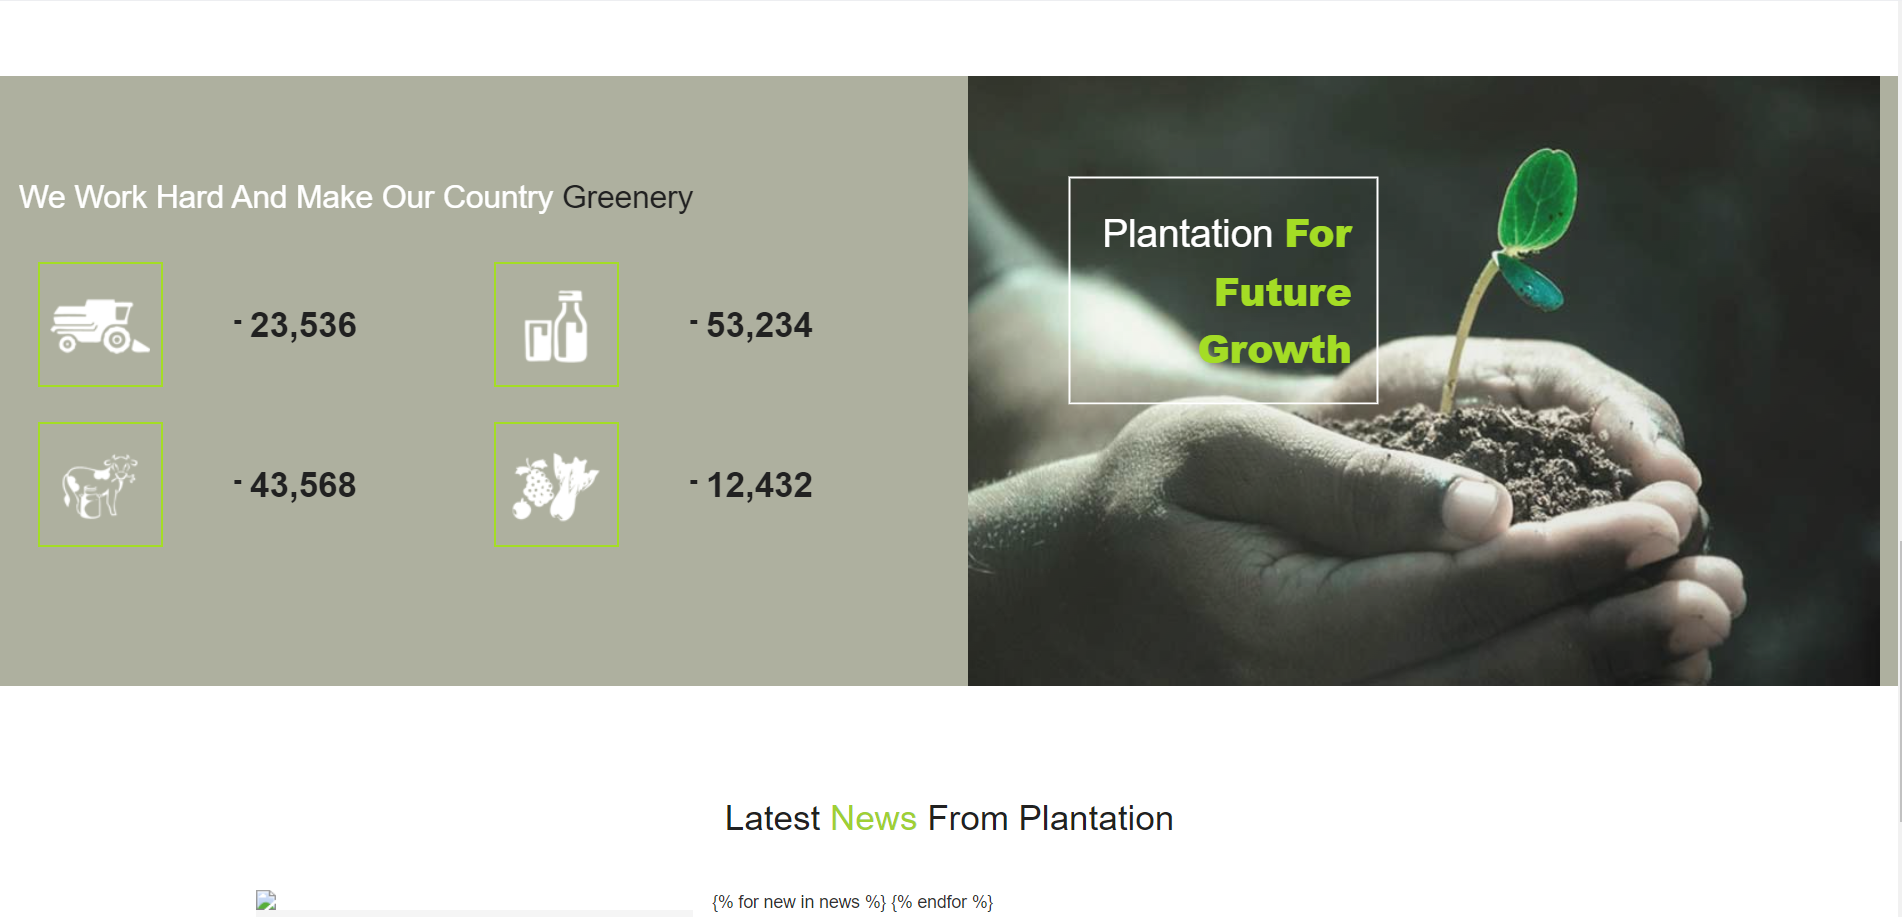 We Work Hard And Make Our Country Greenery
- 23,536
- 53,234
- 43,568
- 12,432
Plantation For
Future
Growth
Latest News From Plantation
{% for new in news %} {% endfor %}